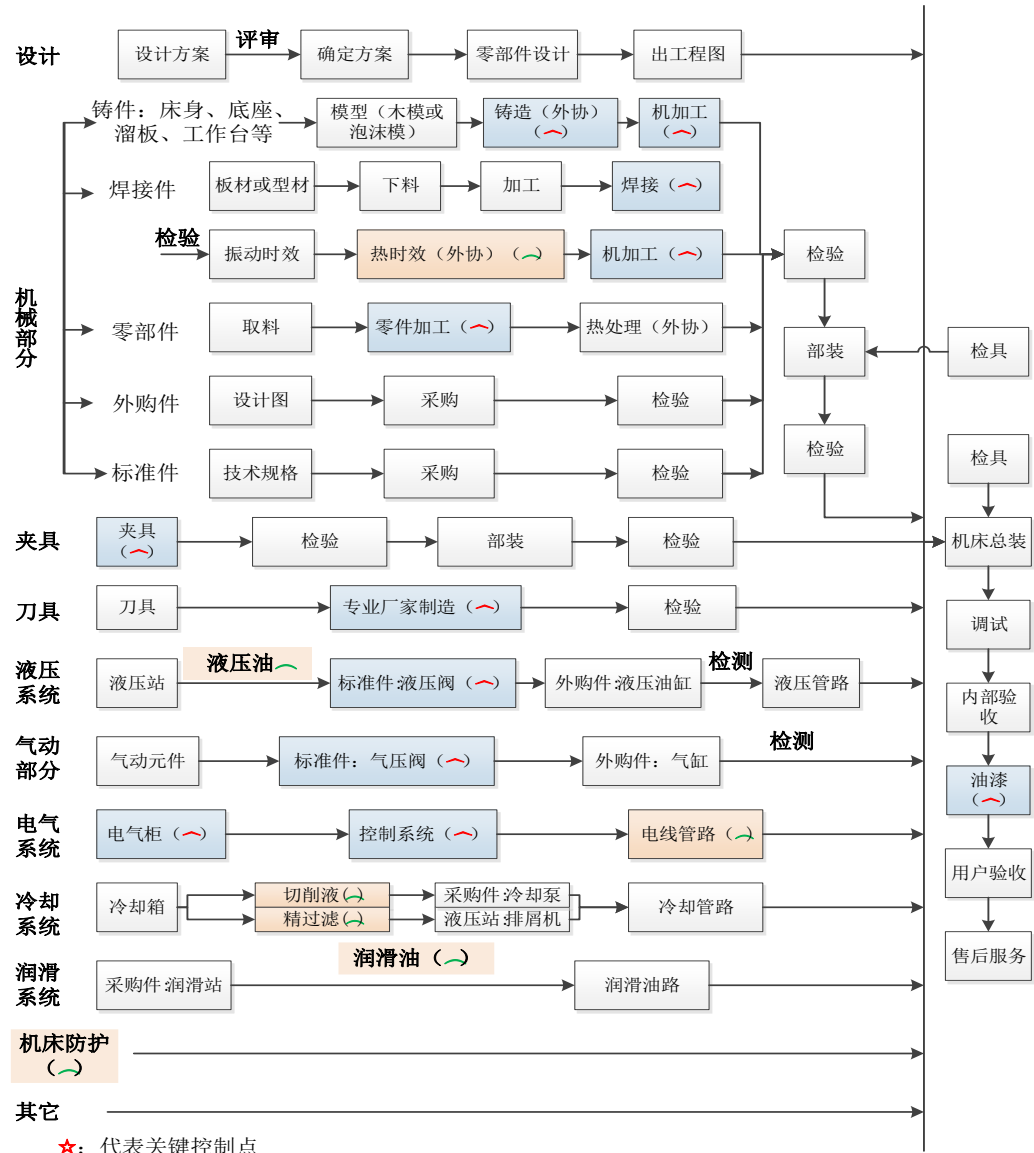 设计
设计方案
评审
确定方案
零部件设计
出工程图
机械部分
铸件：床身、底座、
溜板、工作台等
模型（木模或
泡沫模）
铸造（外协）
机加工
焊接件
板材或型材
下料
加工
焊接（）
检验
振动时效
热时效（外协）（）
机加工（）
检验
零部件
取料
零件加工（）
热处理（外协）
部装
检具
外购件
设计图
采购
检验
检验
标准件
技术规格
采购
检验
检具
夹具
夹具
检验
部装
检验
机床总装
刀具
刀具
专业厂家制造（）
检验
调试
液压
系统
液压站
液压油
标准件:液压阀（）
外购件:液压油缸
检测
液压管路
内部验
收
气动
部分
气动元件
标准件：气压阀（）
外购件：气缸
检测
油漆
电气
系统
电气柜（）
控制系统（）
电线管路（）
用户验收
冷却
系统
冷却箱
切削液()
采购件:冷却泵
精过滤()
液压站:排屑机
冷却管路
售后服务
润滑
系统
采购件:润滑站
润滑油（）
润滑油路
机床防护
（）
其它
☆：代表关键控制点